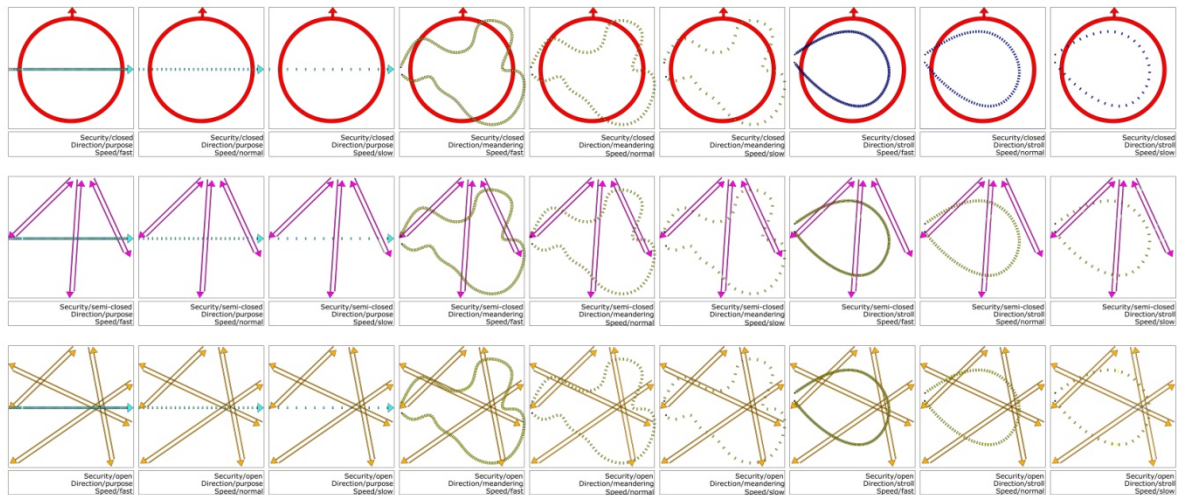 Security/closed
Direction/purpose
Speed/fast
Security/closed
Direction/purpose
Speed/normal
Security/closed
Direction/purpose
Speed/slow
Security/closed
Direction/meandering
Speed/fast
Security/closed
Direction/meandering
Speed/normal
Security/closed
Direction/meandering
Speed/slow
Security/closed
Direction/stroll
Speed/fast
Security/closed
Direction/stroll
Speed/normal
Security/closed
Direction/stroll
Speed/slow
Security/semi-closed
Direction/purpose
Speed/fast
Security/semi-closed
Direction/purpose
Speed/normal
Security/semi-closed
Direction/purpose
Speed/slow
Security/semi-closed
Direction/meandering
Speed/fast
Security/semi-closed
Direction/meandering
Speed/normal
Security/semi-closed
Direction/meandering
Speed/slow
Security/semi-closed
Direction/stroll
Speed/fast
Security/semi-closed
Direction/stroll
Speed/normal
Security/semi-closed
Direction/stroll
Speed/slow
Security/open
Direction/purpose
Speed/fast
Security/open
Direction/purpose
Speed/normal
Security/open
Direction/purpose
Speed/slow
Security/open
Direction/meandering
Speed/fast
Security/open
Direction/meandering
Speed/normal
Security/open
Direction/meandering
Speed/slow
Security/open
Direction/stroll
Speed/fast
Security/open
Direction/stroll
Speed/normal
Security/open
Direction/stroll
Speed/slow